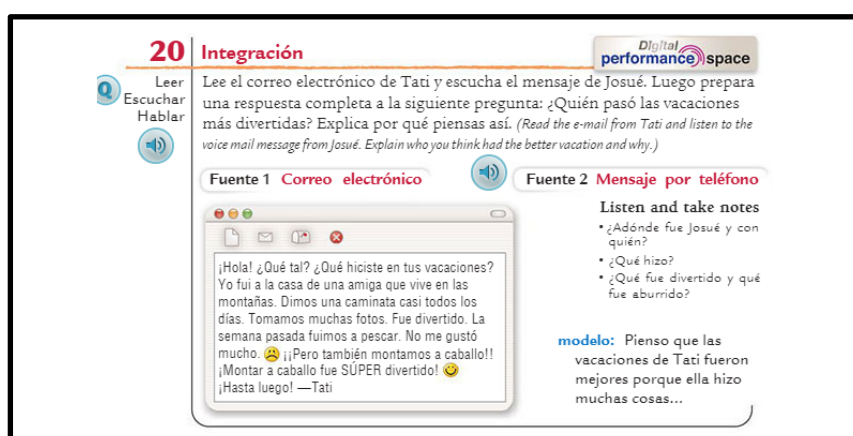 20 Integración
Digital
performance space
Q
Leer
Escuchar
Hablar
Lee el correo electrónico de Tati y escucha el mensaje de Josué. Luego prepara
una respuesta completa a la siguiente pregunta: ¿Quién pasó las vacaciones
más divertidas? Explica por qué piensas así. (Read the e-mail from Tati and listen to the
voice mail message from Josué. Explain who you think had the better vacation and why.)
Fuente 1 Correo electrónico
¡Hola! ¿Qué tal? ¿Qué hiciste en tus vacaciones?
Yo fui a la casa de una amiga que vive en las
montañas. Dimos una caminata casi todos los
días. Tomamos muchas fotos. Fue divertido. La
semana pasada fuimos a pescar. No me gustó
mucho. ¡¡Pero también montamos a caballo!!
¡Montar a caballo fue SÚPER divertido!
¡Hasta luego! —Tati
Fuente 2 Mensaje por teléfono
Listen and take notes
• ¿Adónde fue Josué y con
quién?
• ¿Qué hizo?
• ¿Qué fue divertido y qué
fue aburrido?
modelo: Pienso que las
vacaciones de Tati fueron
mejores porque ella hizo
muchas cosas...